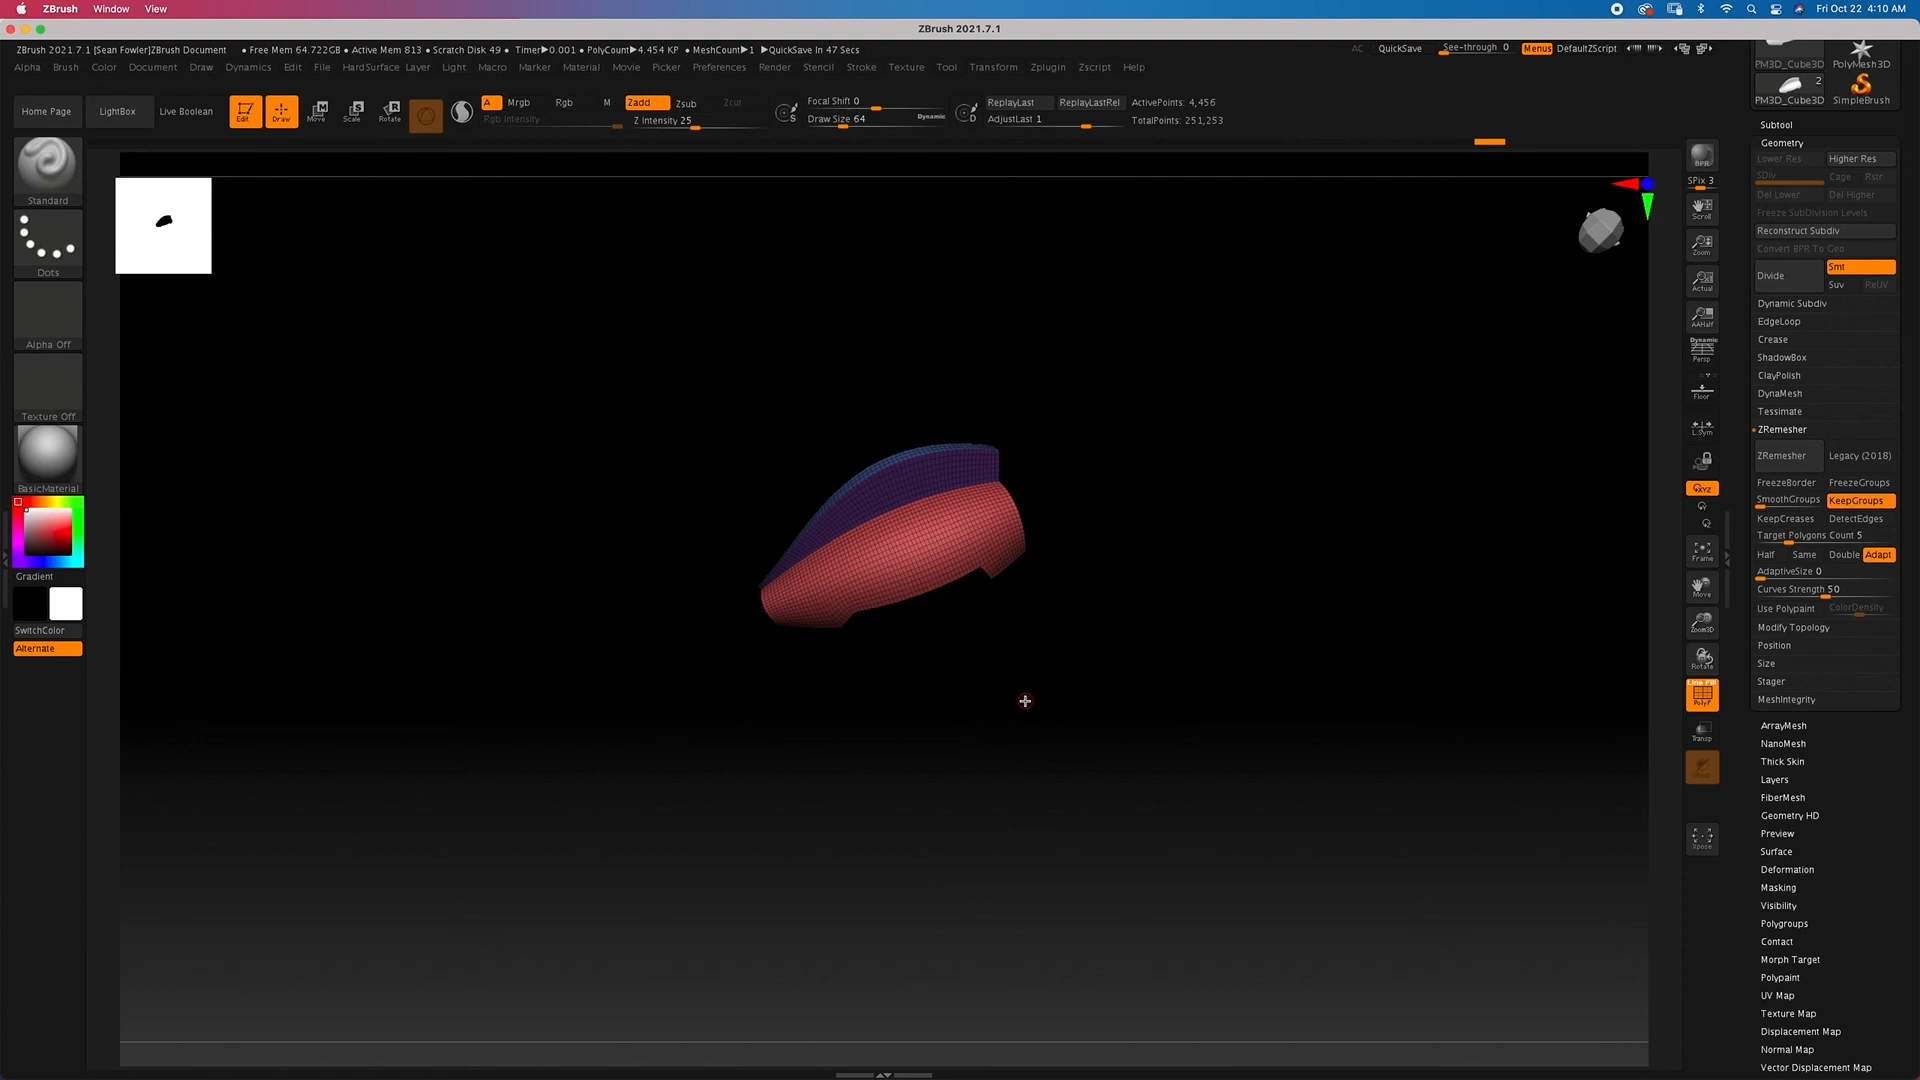 ZBrush Window View Fri Oct 22 4:10 AM
ZBrush 2021.7.1
ZBrush 2021.7.1 [Sean Fowler]ZBrush Document • Free Mem 64.722GB • Active Mem 813 • Scratch Disk 49 • Timer▶0.001 • PolyCount▶4.454 KP • MeshCount▶1 ▶QuickSave In 47 Secs AC QuickSave See-through 0 Menus DefaultZScript
Alpha Brush Color Document Draw Dynamics Edit File HardSurface Layer Light Macro Marker Material Movie Picker Preferences Render Stencil Stroke Texture Tool Transform Zplugin Zscript Help
Home Page LightBox Live Boolean Edit Draw Move Scale Rotate
A Mrgb Rgb M Zadd Zsub Zcut Focal Shift 0 ReplayLast ReplayLastRel ActivePoints: 4,456
Rgb Intensity Z Intensity 25 Draw Size 64 Dynamic AdjustLast 1 TotalPoints: 251,253
S D
Standard
Dots
Alpha Off
Texture Off
BasicMaterial
Gradient
SwitchColor
Alternate
BPR
SPix 3
Scroll
Zoom
Actual
AAHalf
Dynamic
Persp
Floor
L.Sym
XYZ
Frame
Move
Zoom3D
Rotate
Line Fill
PolyF
Transp
Xpose
PM3D_Cube3D PolyMesh3D
2
PM3D_Cube3D SimpleBrush
Subtool
Geometry
Lower Res Higher Res
SDiv Cage Rstr
Del Lower Del Higher
Freeze SubDivision Levels
Reconstruct Subdiv
Convert BPR To Geo
Divide Smt
Suv ReUV
Dynamic Subdiv
EdgeLoop
Crease
ShadowBox
ClayPolish
DynaMesh
Tessimate
ZRemesher
ZRemesher Legacy (2018)
FreezeBorder FreezeGroups
SmoothGroups KeepGroups
KeepCreases DetectEdges
Target Polygons Count 5
Half Same Double Adapt
AdaptiveSize 0
Curves Strength 50
Use Polypaint ColorDensity
Modify Topology
Position
Size
Stager
MeshIntegrity
ArrayMesh
NanoMesh
Thick Skin
Layers
FiberMesh
Geometry HD
Preview
Surface
Deformation
Masking
Visibility
Polygroups
Contact
Morph Target
Polypaint
UV Map
Texture Map
Displacement Map
Normal Map
Vector Displacement Map